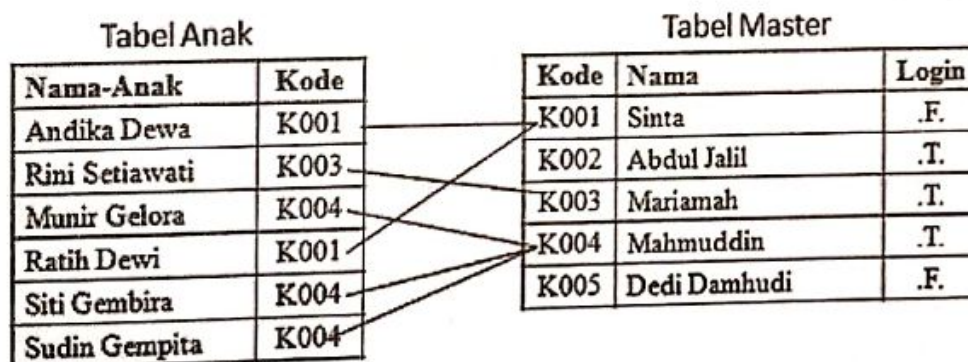 Tabel Anak
Nama-Anak Kode
Andika Dewa K001
Rini Setiawati K003
Munir Gelora K004
Ratih Dewi K001
Siti Gembira K004
Sudin Gempita K004
Tabel Master
Kode Nama Login
K001 Sinta .F.
K002 Abdul Jalil .T.
K003 Mariamah .T.
K004 Mahmuddin .T.
K005 Dedi Damhudi .F.